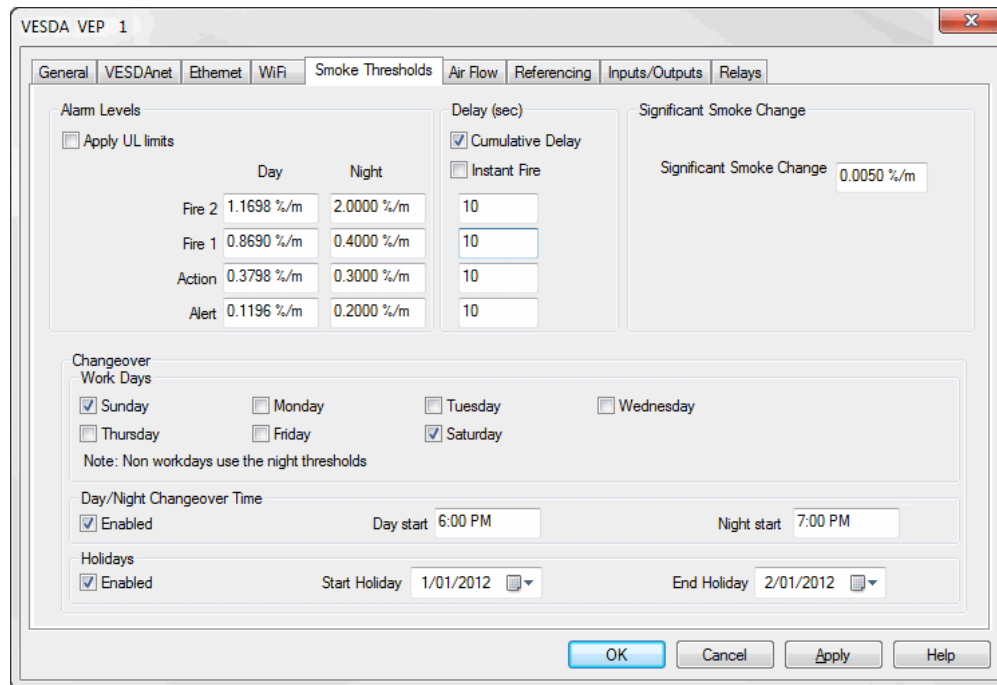 VESDA VEP 1
General VESDAnet Ethernet WiFi Smoke Thresholds Air Flow Referencing Inputs/Outputs Relays
Alarm Levels Delay (sec) Significant Smoke Change
Apply UL limits Cumulative Delay
Day Night Instant Fire Significant Smoke Change 0.0050 %/m
Fire 2 1.1698 %/m 2.0000 %/m 10
Fire 1 0.8690 %/m 0.4000 %/m 10
Action 0.3798 %/m 0.3000 %/m 10
Alert 0.1196 %/m 0.2000 %/m 10
Changeover
Work Days
Sunday Monday Tuesday Wednesday
Thursday Friday Saturday
Note: Non workdays use the night thresholds
Day/Night Changeover Time
Enabled Day start 6:00 PM Night start 7:00 PM
Holidays
Enabled Start Holiday 1/01/2012 End Holiday 2/01/2012
OK Cancel Apply Help